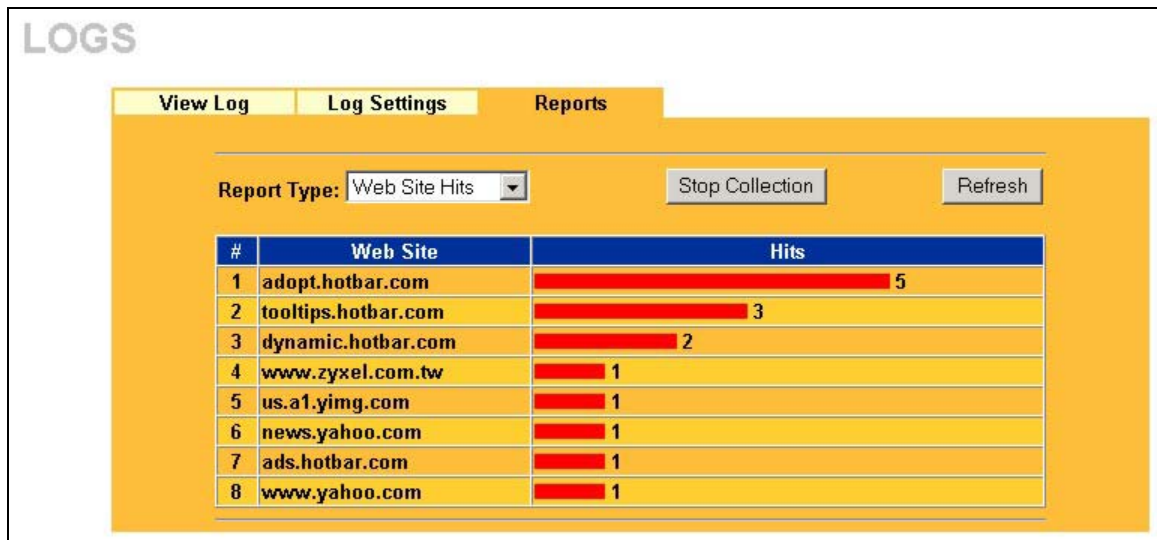 LOGS
View Log Log Settings Reports
Report Type: Web Site Hits Stop Collection Refresh
# Web Site Hits
1 adopt.hotbar.com 5
2 tooltips.hotbar.com 3
3 dynamic.hotbar.com 2
4 www.zyxel.com.tw 1
5 us.a1.yimg.com 1
6 news.yahoo.com 1
7 ads.hotbar.com 1
8 www.yahoo.com 1